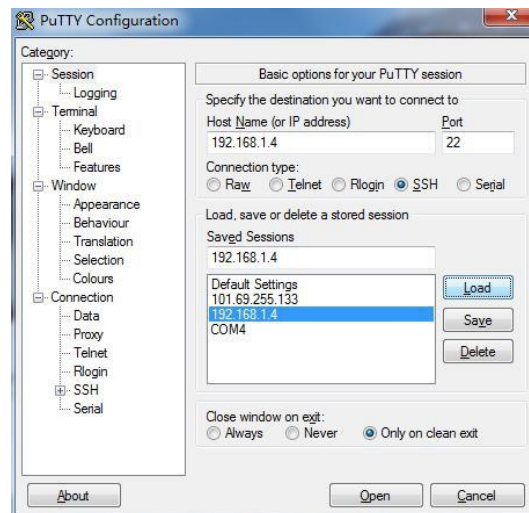 PuTTY Configuration
Category:
Session
Logging
Terminal
Keyboard
Bell
Features
Window
Appearance
Behaviour
Translation
Selection
Colours
Connection
Data
Proxy
Telnet
Rlogin
SSH
Serial
Basic options for your PuTTY session
Specify the destination you want to connect to
Host Name (or IP address) Port
192.168.1.4 22
Connection type:
Raw Telnet Rlogin SSH Serial
Load, save or delete a stored session
Saved Sessions
192.168.1.4
Default Settings
101.69.255.133
192.168.1.4
COM4
Load
Save
Delete
Close window on exit:
Always Never Only on clean exit
About Open Cancel